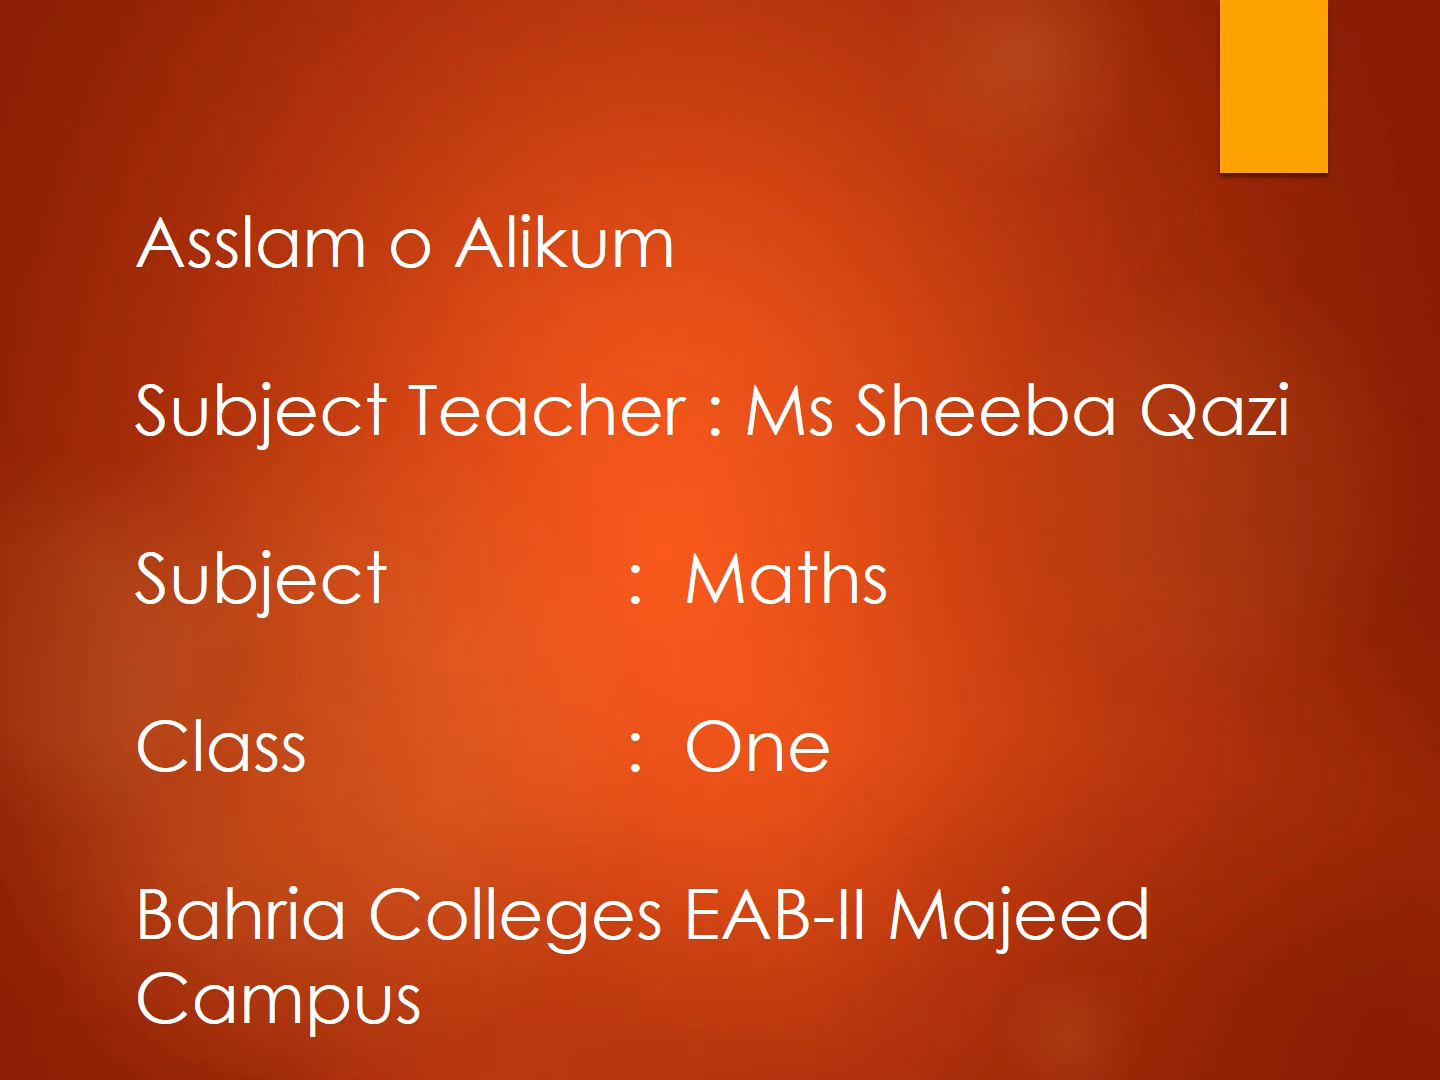 Asslam o Alikum
Subject Teacher : Ms Sheeba Qazi
Subject : Maths
Class : One
Bahria Colleges EAB-II Majeed
Campus